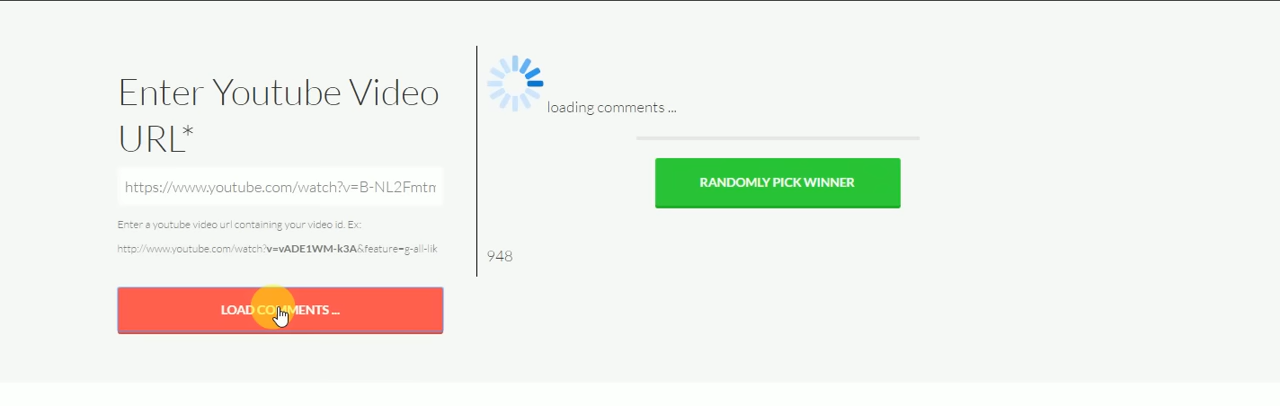 Enter Youtube Video
URL*
https://www.youtube.com/watch?v=B-NL2Fmtm
Enter a youtube video url containing your video id. Ex:
http://www.youtube.com/watch?v=vADE1WM-k3A&feature=g-all-lik
LOAD COMMENTS ...
loading comments ...
RANDOMLY PICK WINNER
948